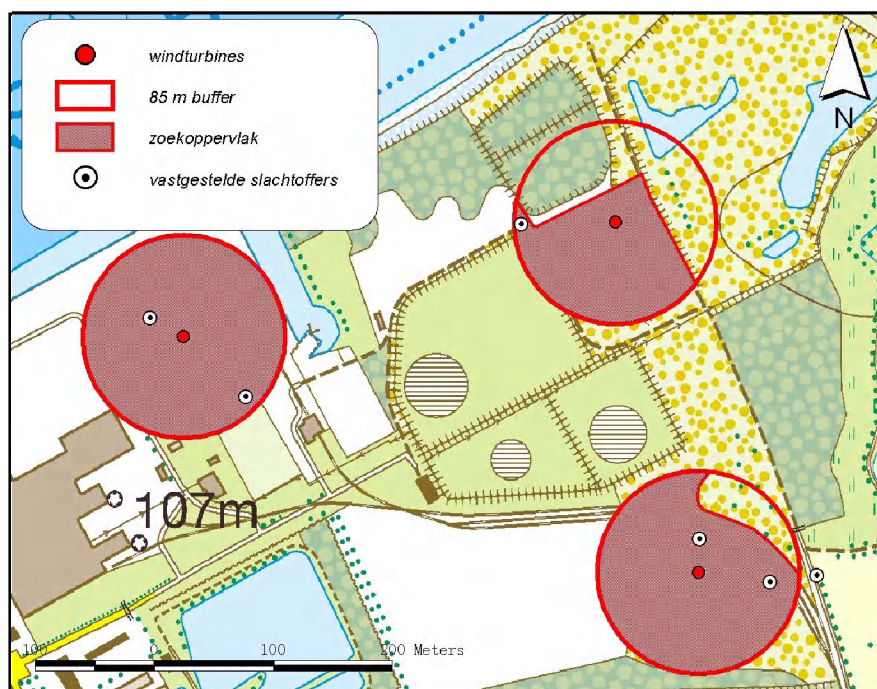 windturbines
85 m buffer
zoekoppervlak
vastgestelde slachtoffers
N
107m
100 0 100 200 Meters